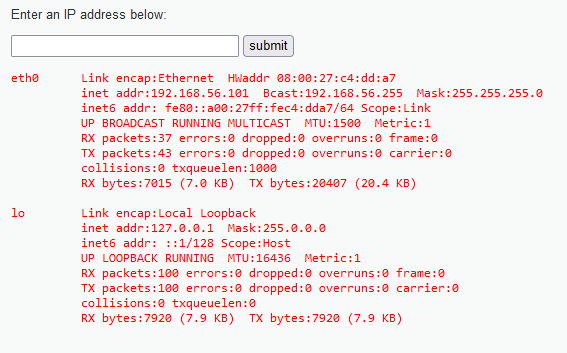 Enter an IP address below:
submit
eth0 Link encap:Ethernet HWaddr 08:00:27:c4:dd:a7
inet addr:192.168.56.101 Bcast:192.168.56.255 Mask:255.255.255.0
inet6 addr: fe80::a00:27ff:fec4:dda7/64 Scope:Link
UP BROADCAST RUNNING MULTICAST MTU:1500 Metric:1
RX packets:37 errors:0 dropped:0 overruns:0 frame:0
TX packets:43 errors:0 dropped:0 overruns:0 carrier:0
collisions:0 txqueuelen:1000
RX bytes:7015 (7.0 KB) TX bytes:20407 (20.4 KB)
lo Link encap:Local Loopback
inet addr:127.0.0.1 Mask:255.0.0.0
inet6 addr: ::1/128 Scope:Host
UP LOOPBACK RUNNING MTU:16436 Metric:1
RX packets:100 errors:0 dropped:0 overruns:0 frame:0
TX packets:100 errors:0 dropped:0 overruns:0 carrier:0
collisions:0 txqueuelen:0
RX bytes:7920 (7.9 KB) TX bytes:7920 (7.9 KB)